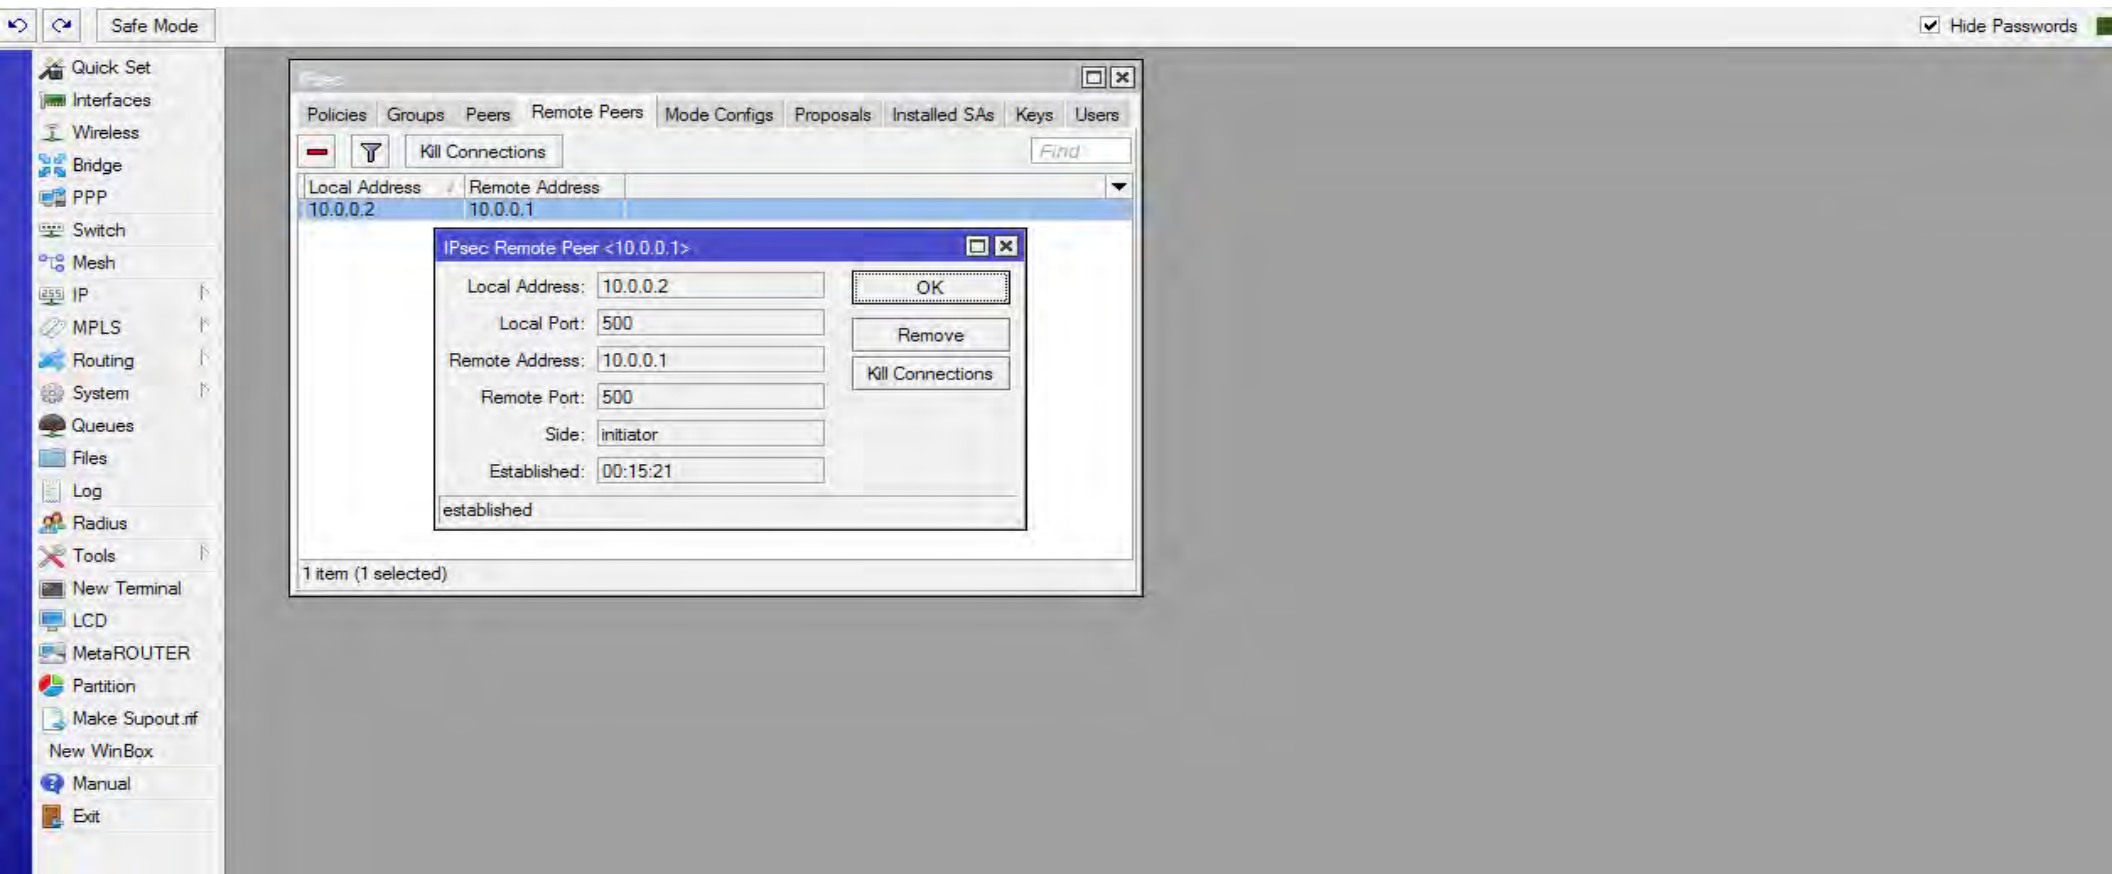 Safe Mode
Hide Passwords
Quick Set
Interfaces
Wireless
Bridge
PPP
Switch
Mesh
IP
MPLS
Routing
System
Queues
Files
Log
Radius
Tools
New Terminal
LCD
MetaROUTER
Partition
Make Supout.rif
New WinBox
Manual
Exit
IPsec
Policies Groups Peers Remote Peers Mode Configs Proposals Installed SAs Keys Users
Kill Connections Find
Local Address Remote Address
10.0.0.2 10.0.0.1
IPsec Remote Peer <10.0.0.1>
Local Address: 10.0.0.2
Local Port: 500
Remote Address: 10.0.0.1
Remote Port: 500
Side: initiator
Established: 00:15:21
OK
Remove
Kill Connections
established
1 item (1 selected)